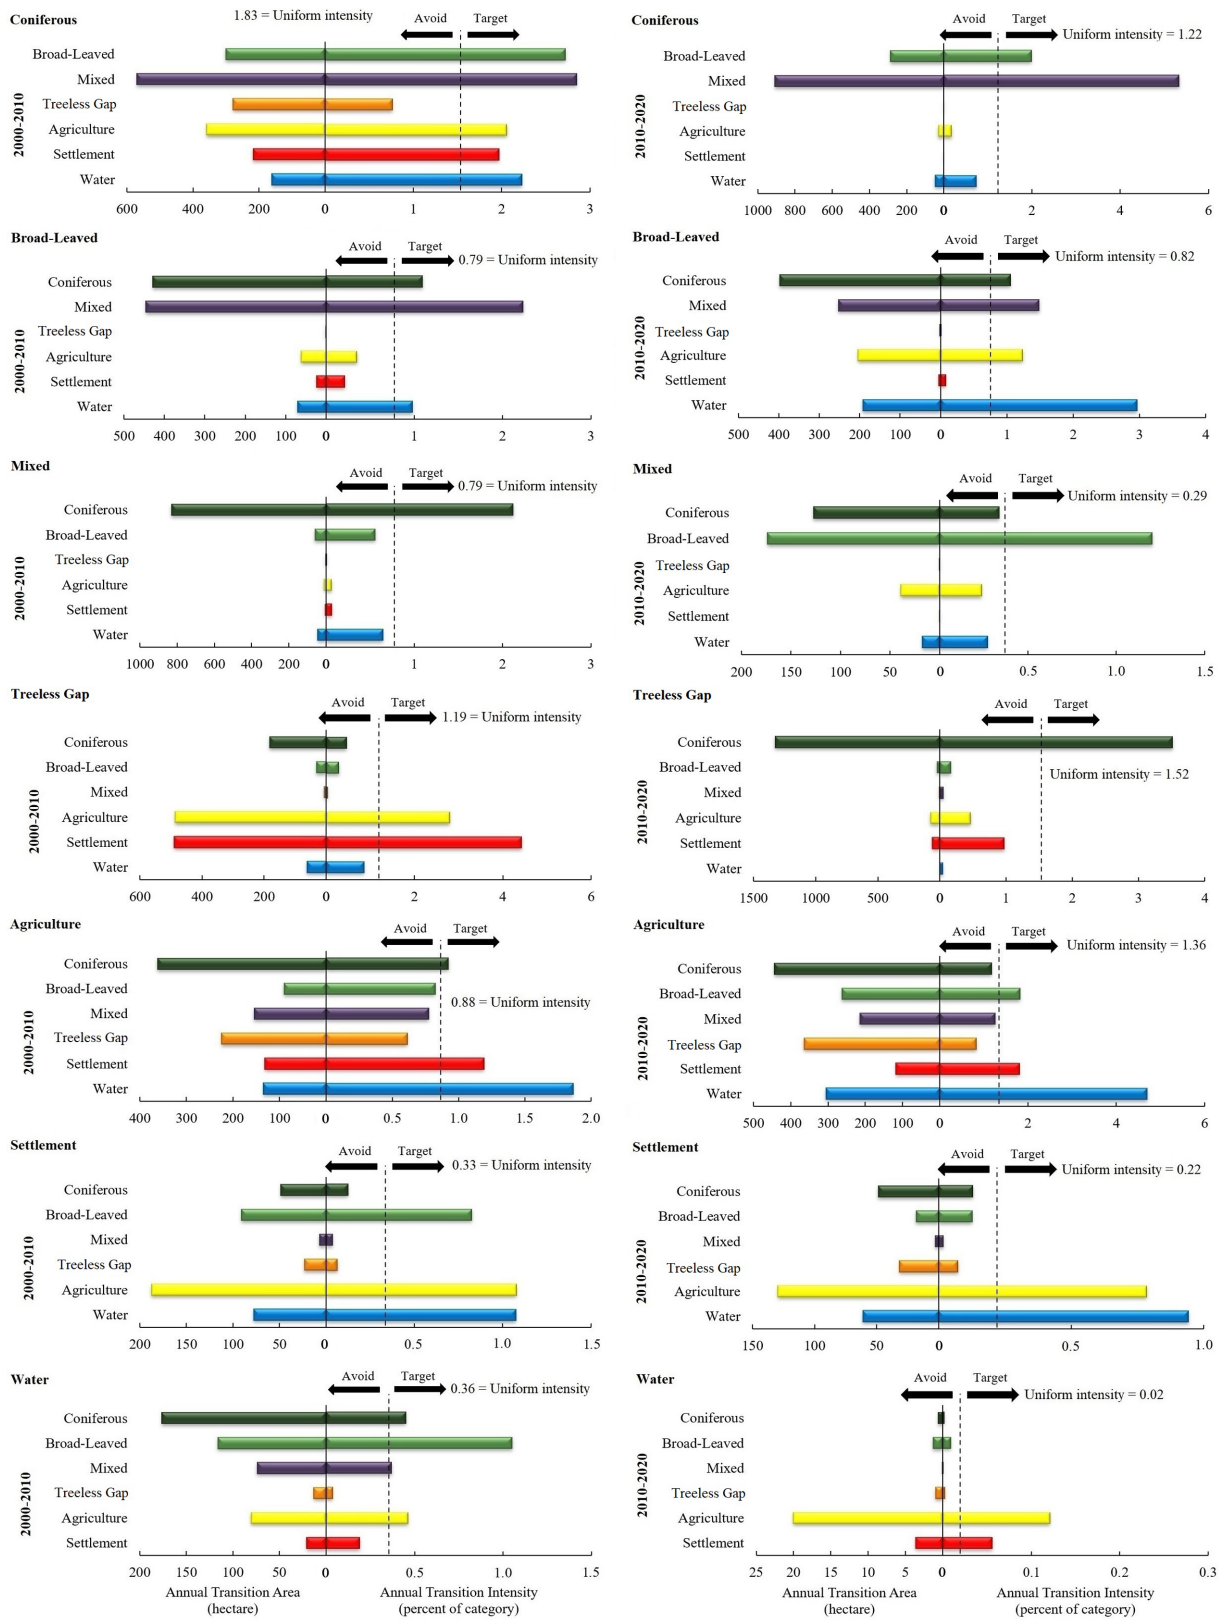 Coniferous
1.83 = Uniform intensity
Avoid Target
2000-2010
Broad-Leaved
Mixed
Treeless Gap
Agriculture
Settlement
Water
600 400 200 0 1 2 3
Coniferous
Avoid Target
Uniform intensity = 1.22
2010-2020
Broad-Leaved
Mixed
Treeless Gap
Agriculture
Settlement
Water
1000 800 600 400 200 0 2 4 6
Broad-Leaved
Avoid Target
0.79 = Uniform intensity
2000-2010
Coniferous
Mixed
Treeless Gap
Agriculture
Settlement
Water
500 400 300 200 100 0 1 2 3
Broad-Leaved
Avoid Target
Uniform intensity = 0.82
2010-2020
Coniferous
Mixed
Treeless Gap
Agriculture
Settlement
Water
500 400 300 200 100 0 1 2 3 4
Mixed
Avoid Target
0.79 = Uniform intensity
2000-2010
Coniferous
Broad-Leaved
Treeless Gap
Agriculture
Settlement
Water
1000 800 600 400 200 0 1 2 3
Mixed
Avoid Target
Uniform intensity = 0.29
2010-2020
Coniferous
Broad-Leaved
Treeless Gap
Agriculture
Settlement
Water
200 150 100 50 0 0.5 1.0 1.5
Treeless Gap
Avoid Target
1.19 = Uniform intensity
2000-2010
Coniferous
Broad-Leaved
Mixed
Agriculture
Settlement
Water
600 400 200 0 2 4 6
Treeless Gap
Avoid Target
Uniform intensity = 1.52
2010-2020
Coniferous
Broad-Leaved
Mixed
Agriculture
Settlement
Water
1500 1000 500 0 1 2 3 4
Agriculture
Avoid Target
0.88 = Uniform intensity
2000-2010
Coniferous
Broad-Leaved
Mixed
Treeless Gap
Settlement
Water
400 300 200 100 0 0.5 1.0 1.5 2.0
Agriculture
Avoid Target
Uniform intensity = 1.36
2010-2020
Coniferous
Broad-Leaved
Mixed
Treeless Gap
Settlement
Water
500 400 300 200 100 0 2 4 6
Settlement
Avoid Target
0.33 = Uniform intensity
2000-2010
Coniferous
Broad-Leaved
Mixed
Treeless Gap
Agriculture
Water
200 150 100 50 0 0.5 1.0 1.5
Settlement
Avoid Target
Uniform intensity = 0.22
2010-2020
Coniferous
Broad-Leaved
Mixed
Treeless Gap
Agriculture
Water
150 100 50 0 0.5 1.0
Water
Avoid Target
0.36 = Uniform intensity
2000-2010
Coniferous
Broad-Leaved
Mixed
Treeless Gap
Agriculture
Settlement
200 150 100 50 0 0.5 1.0 1.5
Annual Transition Area
(hectare)
Annual Transition Intensity
(percent of category)
Water
Avoid Target
Uniform intensity = 0.02
2010-2020
Coniferous
Broad-Leaved
Mixed
Treeless Gap
Agriculture
Settlement
25 20 15 10 5 0 0.1 0.2 0.3
Annual Transition Area
(hectare)
Annual Transition Intensity
(percent of category)